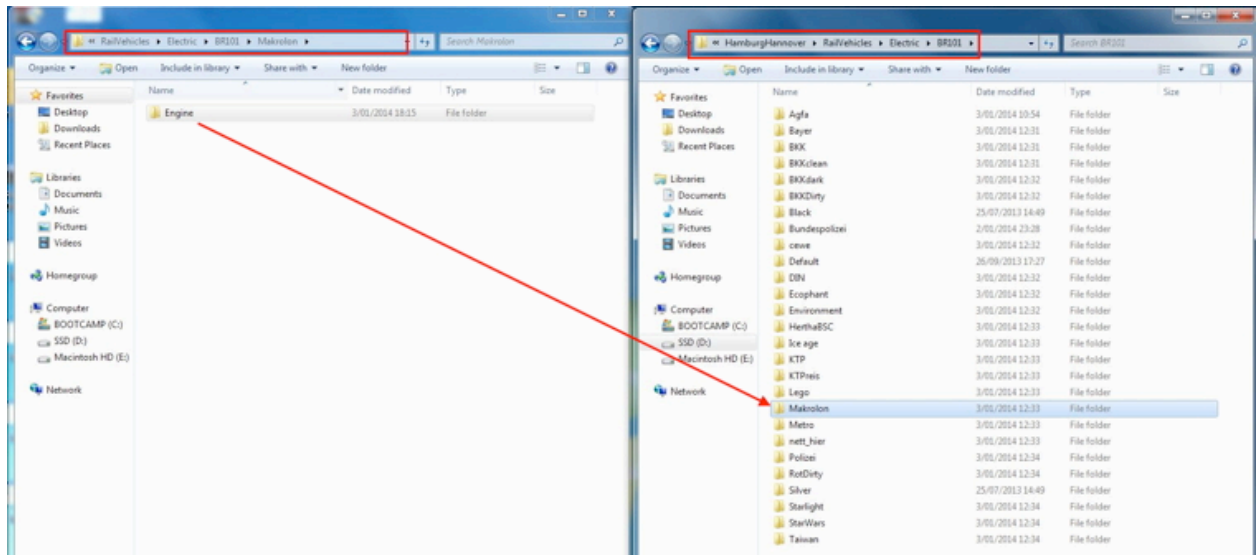 « RailVehicles ▸ Electric ▸ BR101 ▸ Makrolon ▸
Search Makrolon
Organize
Open
Include in library
Share with
New folder
Name
Date modified
Type
Size
Favorites
Desktop
Downloads
Recent Places
Libraries
Documents
Music
Pictures
Videos
Homegroup
Computer
BOOTCAMP (C:)
SSD (D:)
Macintosh HD (E:)
Network
Engine 3/01/2014 18:15 File folder
« HamburgHannover ▸ RailVehicles ▸ Electric ▸ BR101 ▸
Search BR101
Organize
Open
Include in library
Share with
New folder
Name
Date modified
Type
Size
Favorites
Desktop
Downloads
Recent Places
Libraries
Documents
Music
Pictures
Videos
Homegroup
Computer
BOOTCAMP (C:)
SSD (D:)
Macintosh HD (E:)
Network
Agfa 3/01/2014 10:54 File folder
Bayer 3/01/2014 12:31 File folder
BKK 3/01/2014 12:31 File folder
BKKclean 3/01/2014 12:31 File folder
BKKdark 3/01/2014 12:32 File folder
BKKDirty 3/01/2014 12:32 File folder
Black 25/07/2013 14:49 File folder
Bundespolizei 2/01/2014 23:28 File folder
cewe 3/01/2014 12:32 File folder
Default 26/09/2013 17:27 File folder
DIN 3/01/2014 12:32 File folder
Ecophant 3/01/2014 12:32 File folder
Environment 3/01/2014 12:32 File folder
HerthaBSC 3/01/2014 12:33 File folder
Ice age 3/01/2014 12:33 File folder
KTP 3/01/2014 12:33 File folder
KTPreis 3/01/2014 12:33 File folder
Lego 3/01/2014 12:33 File folder
Makrolon 3/01/2014 12:33 File folder
Metro 3/01/2014 12:33 File folder
nett_hier 3/01/2014 12:33 File folder
Polizei 3/01/2014 12:34 File folder
RotDirty 3/01/2014 12:34 File folder
Silver 25/07/2013 14:49 File folder
Starlight 3/01/2014 12:34 File folder
StarWars 3/01/2014 12:34 File folder
Taiwan 3/01/2014 12:34 File folder